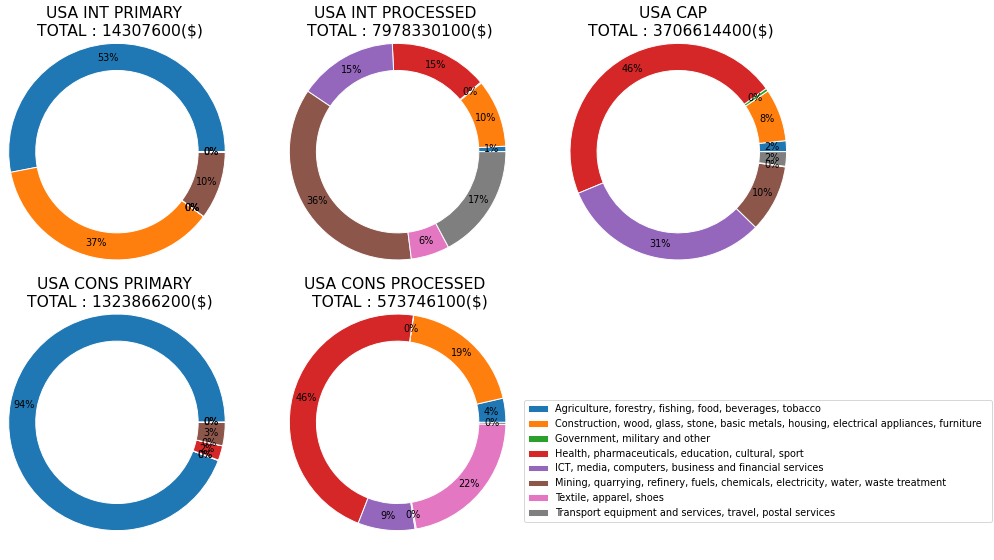 USA INT PRIMARY
TOTAL : 14307600($)
53%
0%
10%
0%
37%
USA INT PROCESSED
TOTAL : 7978330100($)
15%
15%
0%
10%
1%
36%
17%
6%
USA CAP
TOTAL : 3706614400($)
46%
0%
8%
2%
2%
0%
10%
31%
USA CONS PRIMARY
TOTAL : 1323866200($)
94%
0%
3%
0%
0%
USA CONS PROCESSED
TOTAL : 573746100($)
0%
19%
46%
4%
0%
22%
9%
0%
Agriculture, forestry, fishing, food, beverages, tobacco
Construction, wood, glass, stone, basic metals, housing, electrical appliances, furniture
Government, military and other
Health, pharmaceuticals, education, cultural, sport
ICT, media, computers, business and financial services
Mining, quarrying, refinery, fuels, chemicals, electricity, water, waste treatment
Textile, apparel, shoes
Transport equipment and services, travel, postal services